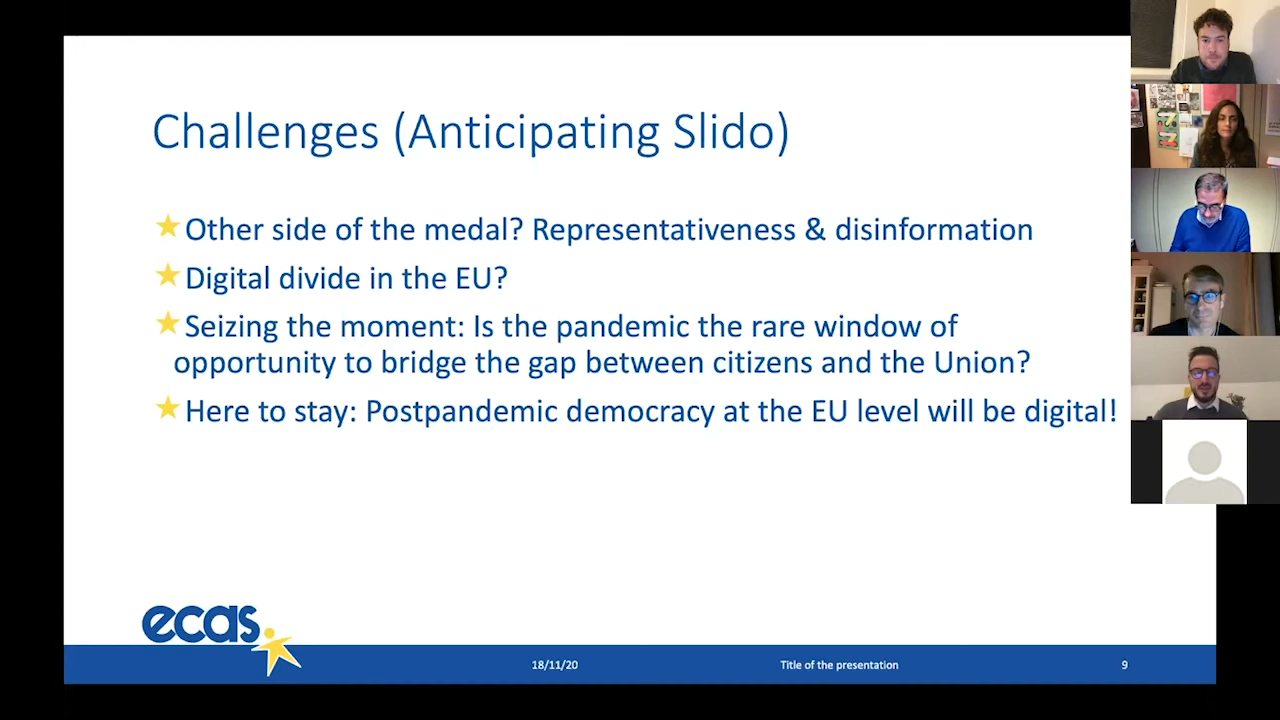 Challenges (Anticipating Slido)
Other side of the medal? Representativeness & disinformation
Digital divide in the EU?
Seizing the moment: Is the pandemic the rare window of
opportunity to bridge the gap between citizens and the Union?
Here to stay: Postpandemic democracy at the EU level will be digital!
ecas
18/11/20
Title of the presentation
9